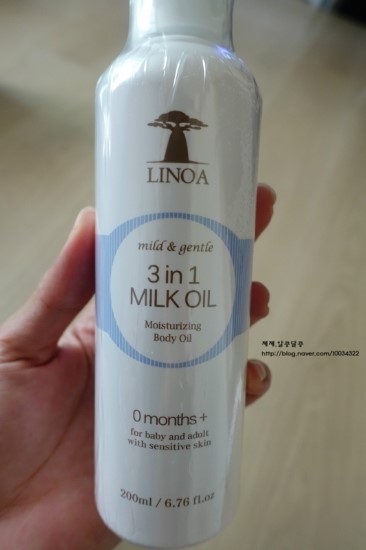 LINOA
mild & gentle
3 in 1
MILK OIL
Moisturizing
Body Oil
0 months +
for baby and adult
with sensitive skin
200ml / 6.76 fl.oz
http://blog.naver.com/10034322